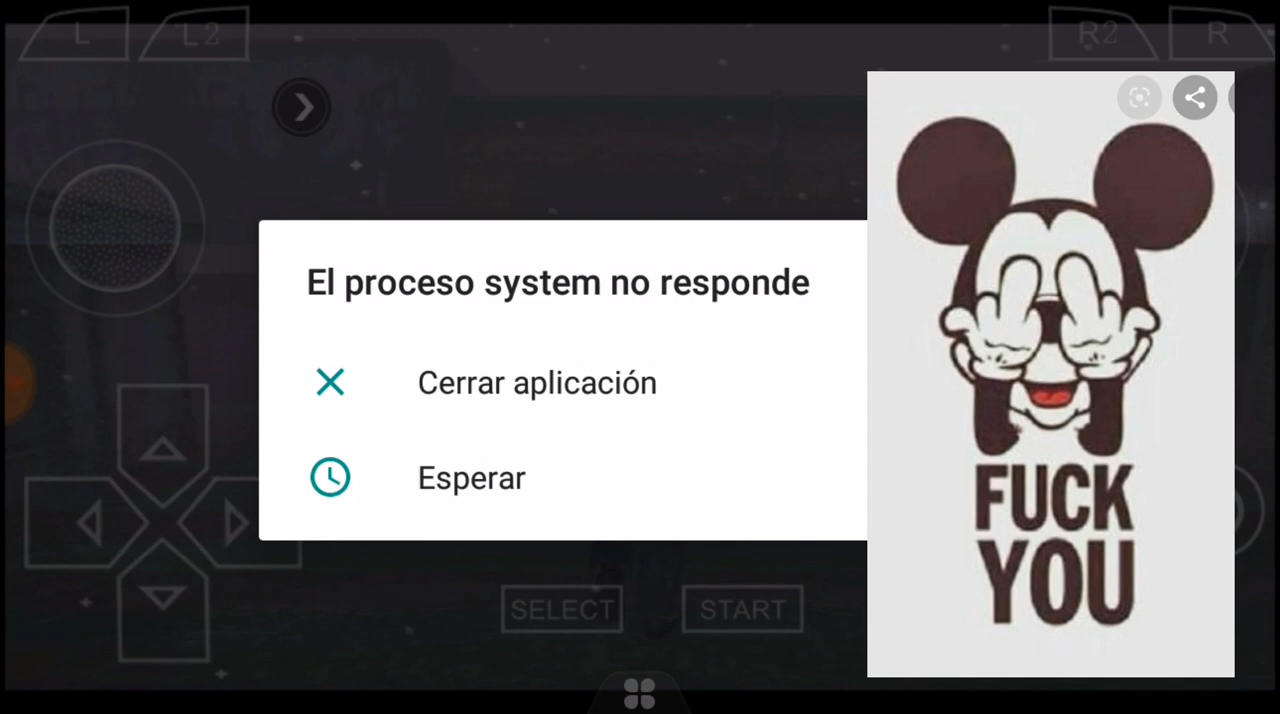 L
L2
R2
R
El proceso system no responde
Cerrar aplicación
Esperar
SELECT
START
FUCK
YOU